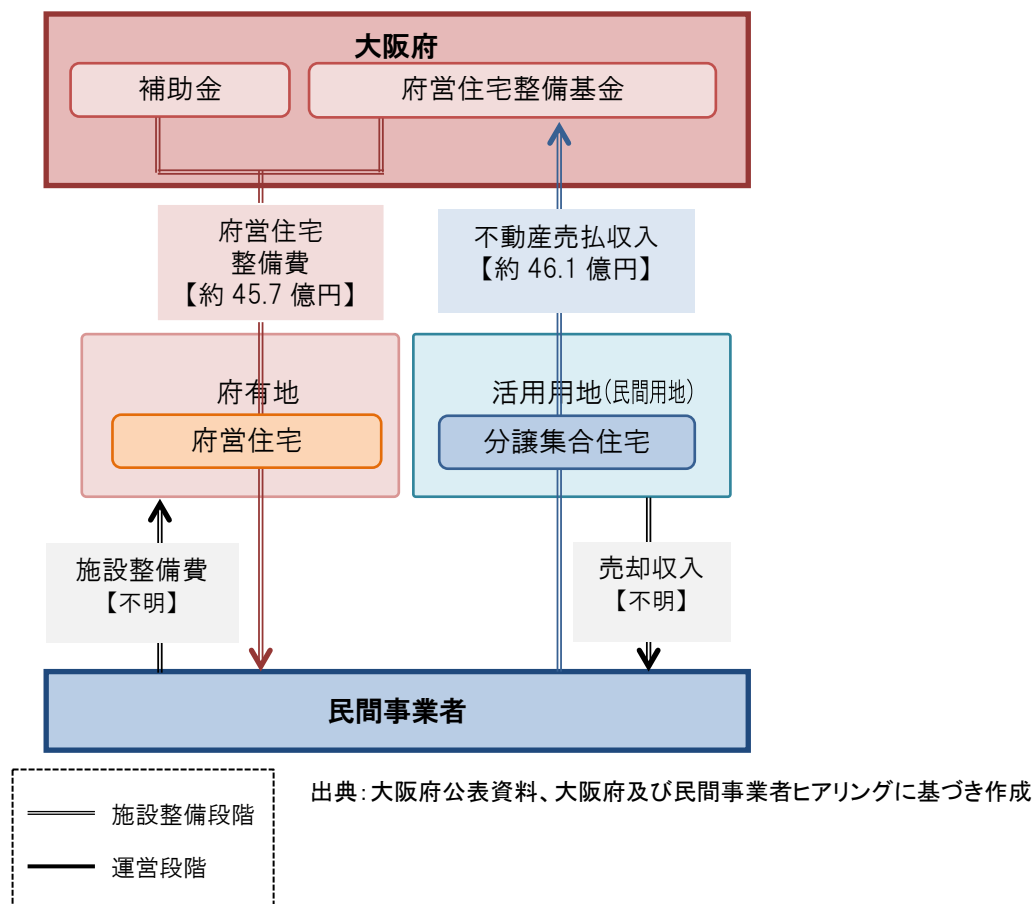 大阪府
補助金
府営住宅整備基金
府営住宅
整備費
【約 45.7 億円】
不動産売払収入
【約 46.1 億円】
府有地
府営住宅
活用用地(民間用地)
分譲集合住宅
施設整備費
【不明】
売却収入
【不明】
民間事業者
施設整備段階
運営段階
出典：大阪府公表資料、大阪府及び民間事業者ヒアリングに基づき作成